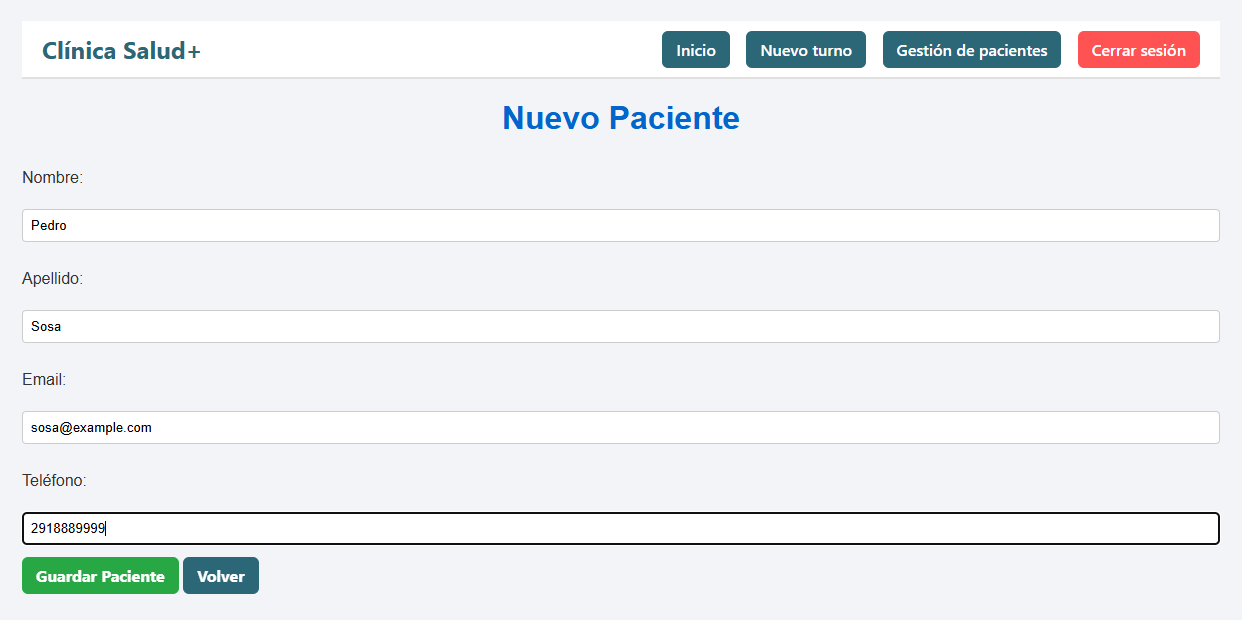 Clínica Salud+
Inicio
Nuevo turno
Gestión de pacientes
Cerrar sesión
Nuevo Paciente
Nombre:
Pedro
Apellido:
Sosa
Email:
sosa@example.com
Teléfono:
2918889999
Guardar Paciente
Volver